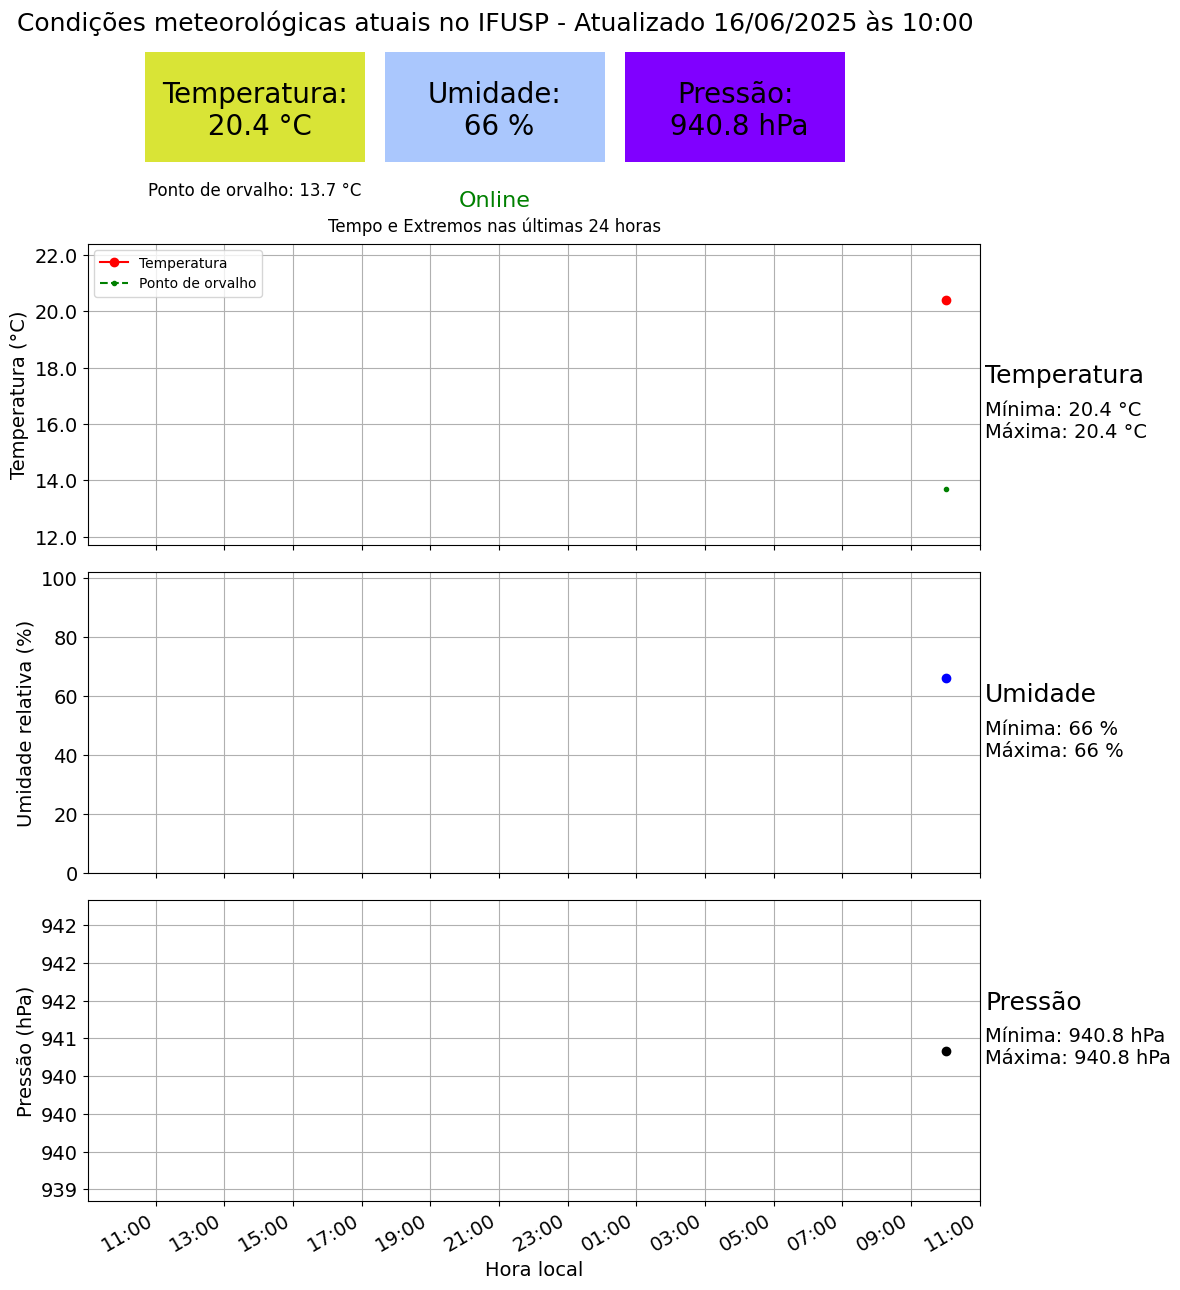 Condições meteorológicas atuais no IFUSP - Atualizado 16/06/2025 às 10:00
Temperatura:
20.4 °C
Umidade:
66 %
Pressão:
940.8 hPa
Ponto de orvalho: 13.7 °C
Online
Tempo e Extremos nas últimas 24 horas
Temperatura
Ponto de orvalho
Temperatura (°C)
22.0
20.0
18.0
16.0
14.0
12.0
Temperatura
Mínima: 20.4 °C
Máxima: 20.4 °C
Umidade relativa (%)
100
80
60
40
20
0
Umidade
Mínima: 66 %
Máxima: 66 %
Pressão (hPa)
942
942
942
941
940
940
940
939
Pressão
Mínima: 940.8 hPa
Máxima: 940.8 hPa
11:00 13:00 15:00 17:00 19:00 21:00 23:00 01:00 03:00 05:00 07:00 09:00 11:00
Hora local